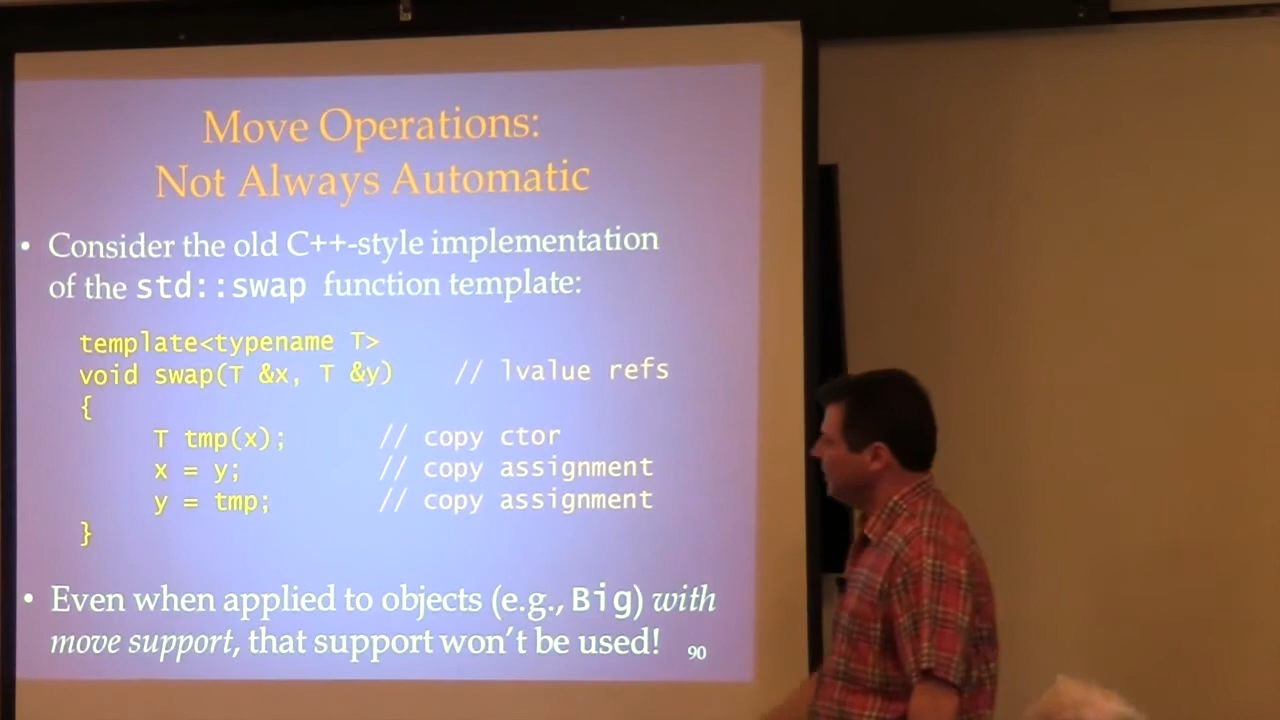 Move Operations:
Not Always Automatic
• Consider the old C++-style implementation
of the std::swap function template:
template<typename T>
void swap(T &x, T &y) // lvalue refs
{
T tmp(x); // copy ctor
x = y; // copy assignment
y = tmp; // copy assignment
}
• Even when applied to objects (e.g., Big) with
move support, that support won't be used!
90